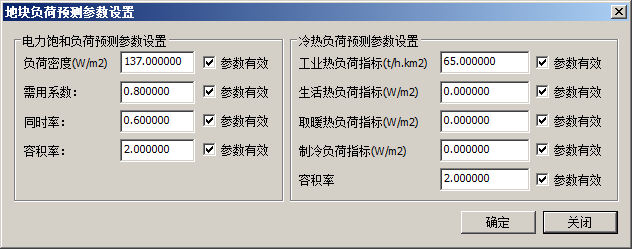 地块负荷预测参数设置
电力饱和负荷预测参数设置
负荷密度(W/m2) 137.000000 参数有效
需用系数: 0.800000 参数有效
同时率: 0.600000 参数有效
容积率: 2.000000 参数有效
冷热负荷预测参数设置
工业热负荷指标(t/h.km2) 65.000000 参数有效
生活热负荷指标(W/m2) 0.000000 参数有效
取暖热负荷指标(W/m2) 0.000000 参数有效
制冷负荷指标(W/m2) 0.000000 参数有效
容积率 2.000000 参数有效
确定 关闭